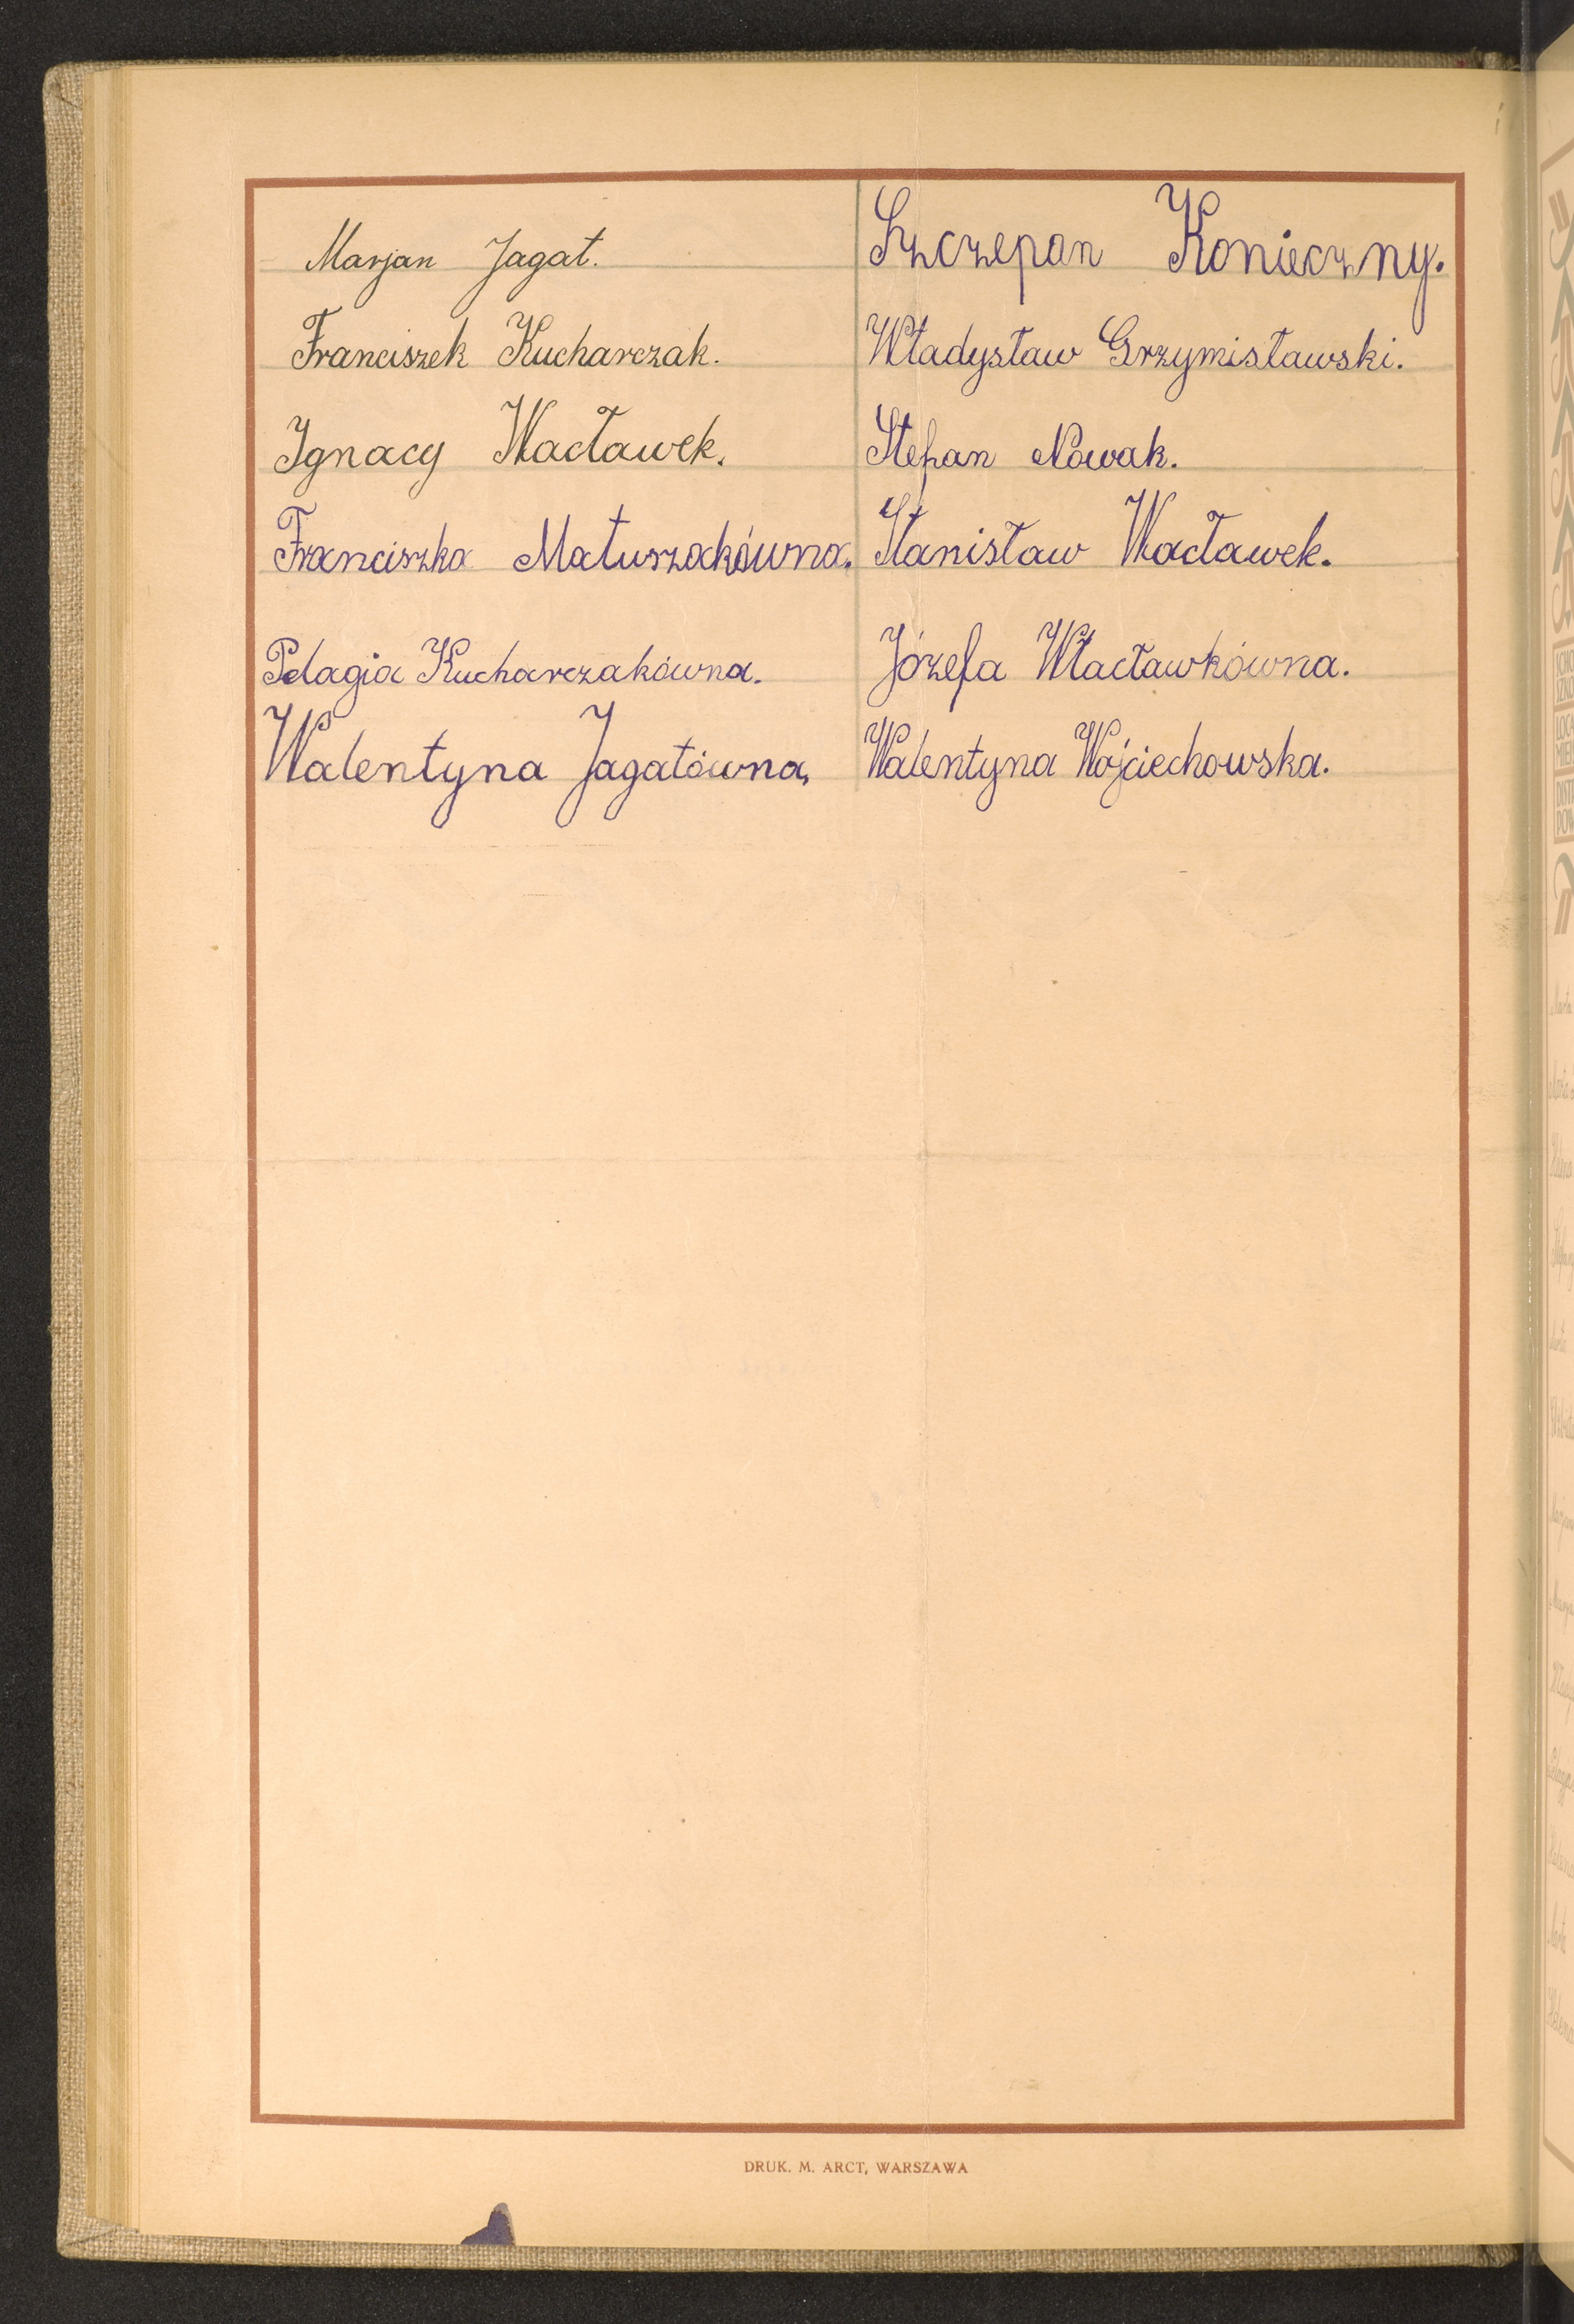 Marjan Jagat.
Franciszek Kucharczak.
Ignacy Wacławek.
Franciszka Matuszakówna.
Pelagia Kucharczakówna.
Walentyna Jagatówna,
Szczepan Konieczny.
Władysław Grzymisławski.
Stefan Nowak.
Stanisław Wacławek.
Józefa Wacławkówna.
Walentyna Wojciechowska.
DRUK. M. ARCT, WARSZAWA